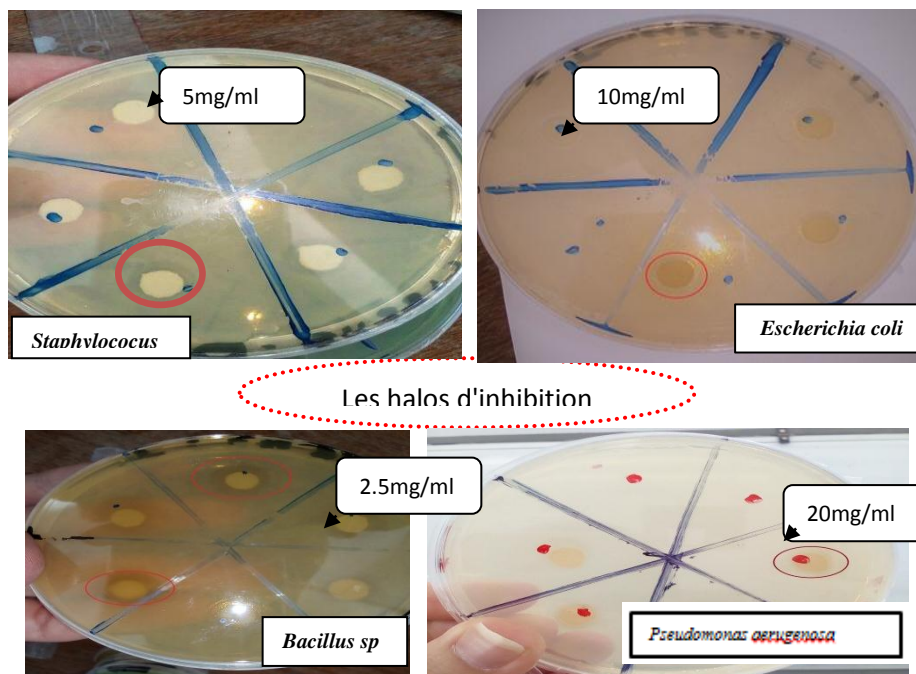 5mg/ml
10mg/ml
Staphylococus
Escherichia coli
Les halos d'inhibition
2.5mg/ml
20mg/ml
Bacillus sp
Pseudomonas aerugenosa